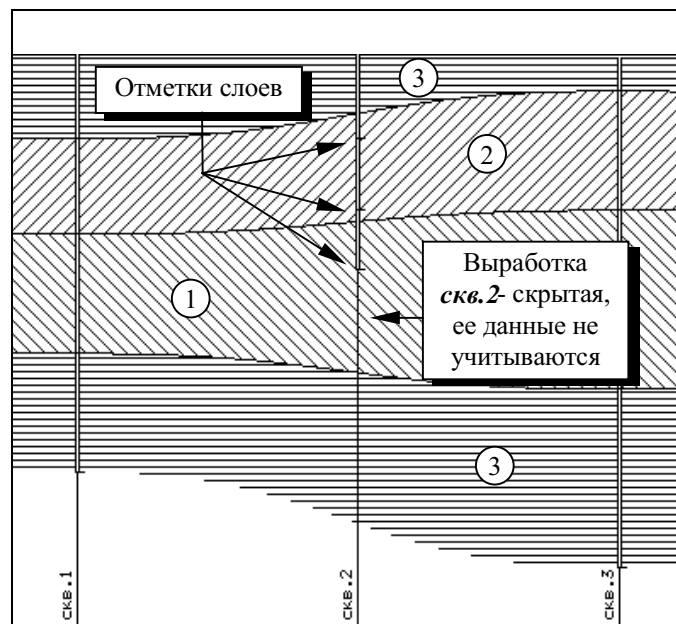 3
Отметки слоев
2
1
Выработка
скв.2- скрытая,
ее данные не
учитываются
3
скв.1
скв.2
скв.3